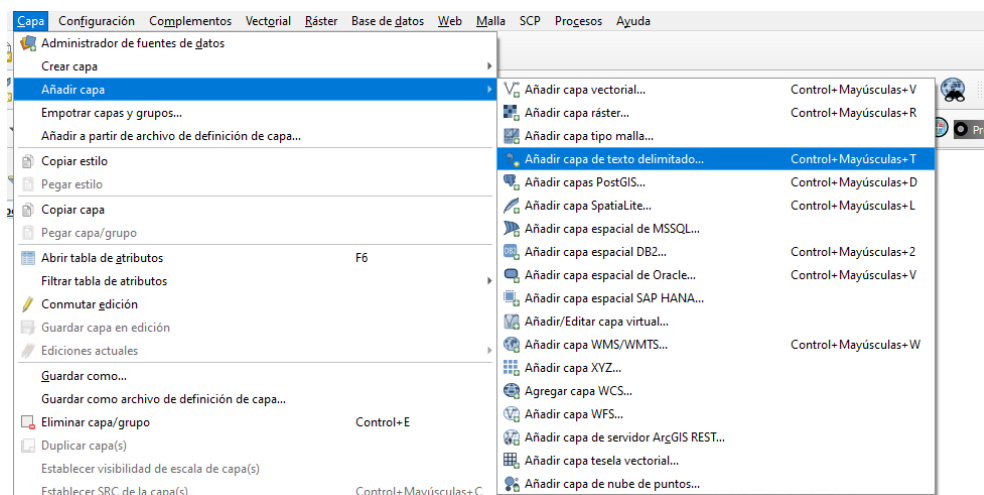 Capa Configuración Complementos Vectorial Ráster Base de datos Web Malla SCP Procesos Ayuda
Administrador de fuentes de datos
Crear capa
Añadir capa
Empotrar capas y grupos...
Añadir a partir de archivo de definición de capa...
Copiar estilo
Pegar estilo
Copiar capa
Pegar capa/grupo
Abrir tabla de atributos F6
Filtrar tabla de atributos
Conmutar edición
Guardar capa en edición
Ediciones actuales
Guardar como...
Guardar como archivo de definición de capa...
Eliminar capa/grupo Control+E
Duplicar capa(s)
Establecer visibilidad de escala de capa(s)
Establecer SRC de la capa(s) Control+Mayúsculas+C
Añadir capa vectorial... Control+Mayúsculas+V
Añadir capa ráster... Control+Mayúsculas+R
Añadir capa tipo malla...
Añadir capa de texto delimitado... Control+Mayúsculas+T
Añadir capas PostGIS... Control+Mayúsculas+D
Añadir capa SpatiaLite... Control+Mayúsculas+L
Añadir capa espacial de MSSQL...
Añadir capa espacial DB2... Control+Mayúsculas+2
Añadir capa espacial de Oracle... Control+Mayúsculas+V
Añadir capa espacial SAP HANA...
Añadir/Editar capa virtual...
Añadir capa WMS/WMTS... Control+Mayúsculas+W
Añadir capa XYZ...
Agregar capa WCS...
Añadir capa WFS...
Añadir capa de servidor ArcGIS REST...
Añadir capa tesela vectorial...
Añadir capa de nube de puntos...